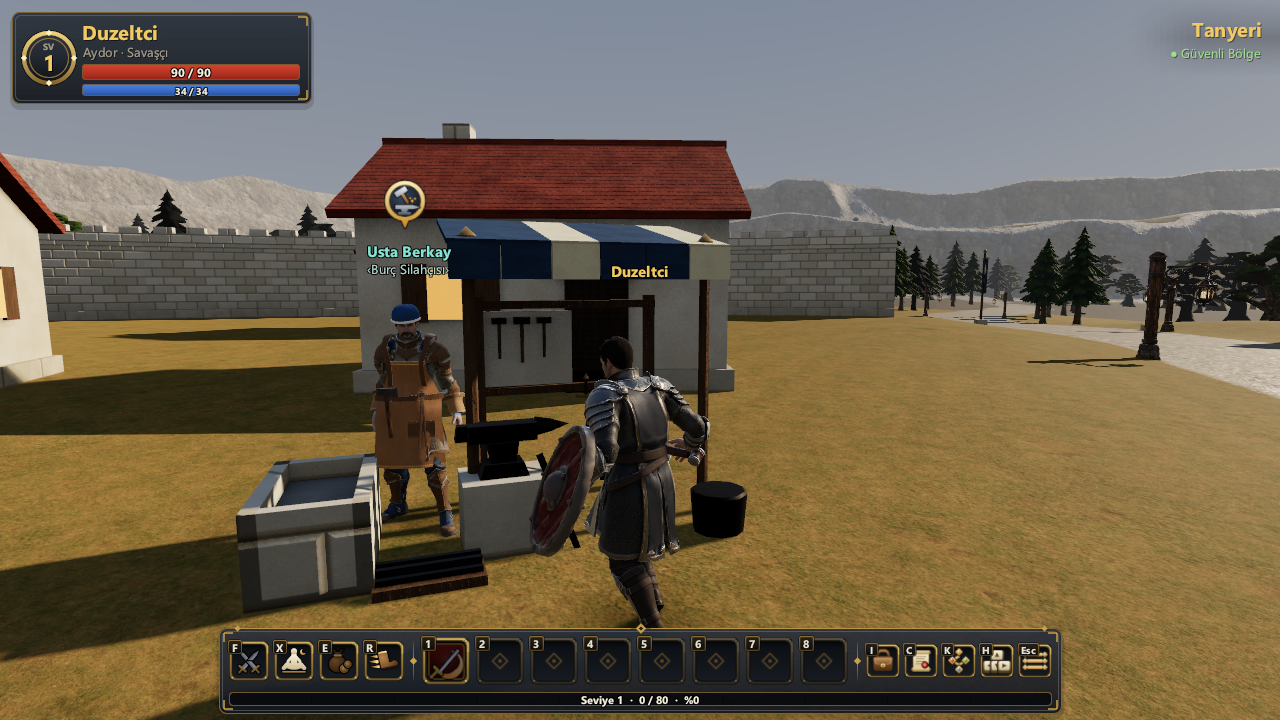 SV
1
Duzeltci
Aydor · Savaşçı
90 / 90
34 / 34
Tanyeri
• Güvenli Bölge
Usta Berkay
‹Burç Silahçısı›
Duzeltci
F
X
E
R
1
2
3
4
5
6
7
8
I
C
K
H
A
Esc
Seviye 1 · 0 / 80 · %0